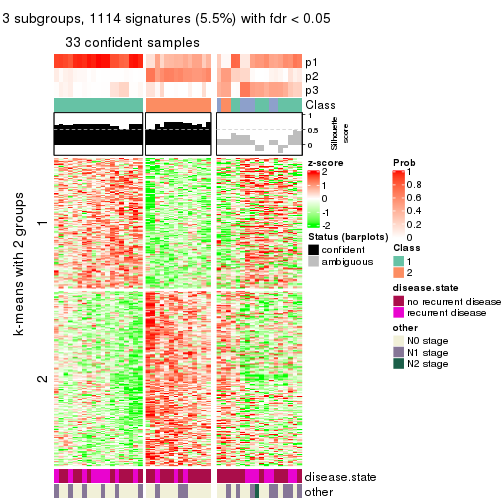 3 subgroups, 1114 signatures (5.5%) with fdr < 0.05
33 confident samples
p1
p2
p3
Class
1
0.5
0
Silhouette
score
k-means with 2 groups
1
2
z-score
2
1
0
-1
-2
Status (barplots)
confident
ambiguous
Prob
1
0.8
0.6
0.4
0.2
0
Class
1
2
disease.state
no recurrent disease
recurrent disease
other
N0 stage
N1 stage
N2 stage
disease.state
other